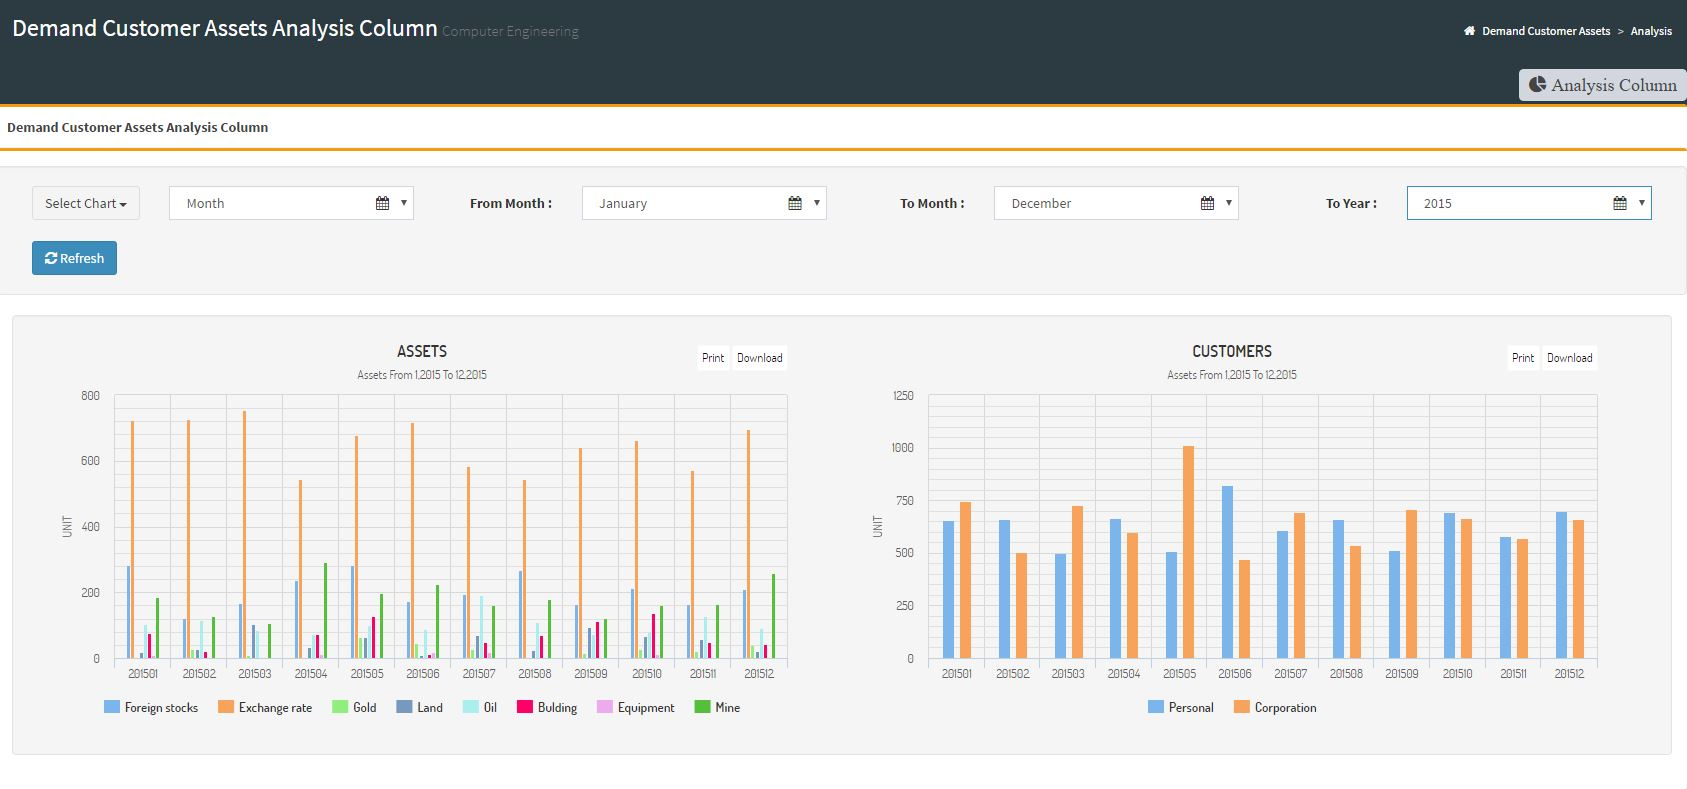 Demand Customer Assets Analysis Column Computer Engineering
Demand Customer Assets > Analysis
Analysis Column
Demand Customer Assets Analysis Column
Select Chart Month From Month : January To Month : December To Year : 2015
Refresh
ASSETS
Print Download
Assets From 1,2015 To 12,2015
800
600
400
200
0
UNIT
201501 201502 201503 201504 201505 201506 201507 201508 201509 201510 201511 201512
Foreign stocks Exchange rate Gold Land Oil Bulding Equipment Mine
CUSTOMERS
Print Download
Assets From 1,2015 To 12,2015
1250
1000
750
500
250
0
UNIT
201501 201502 201503 201504 201505 201506 201507 201508 201509 201510 201511 201512
Personal Corporation